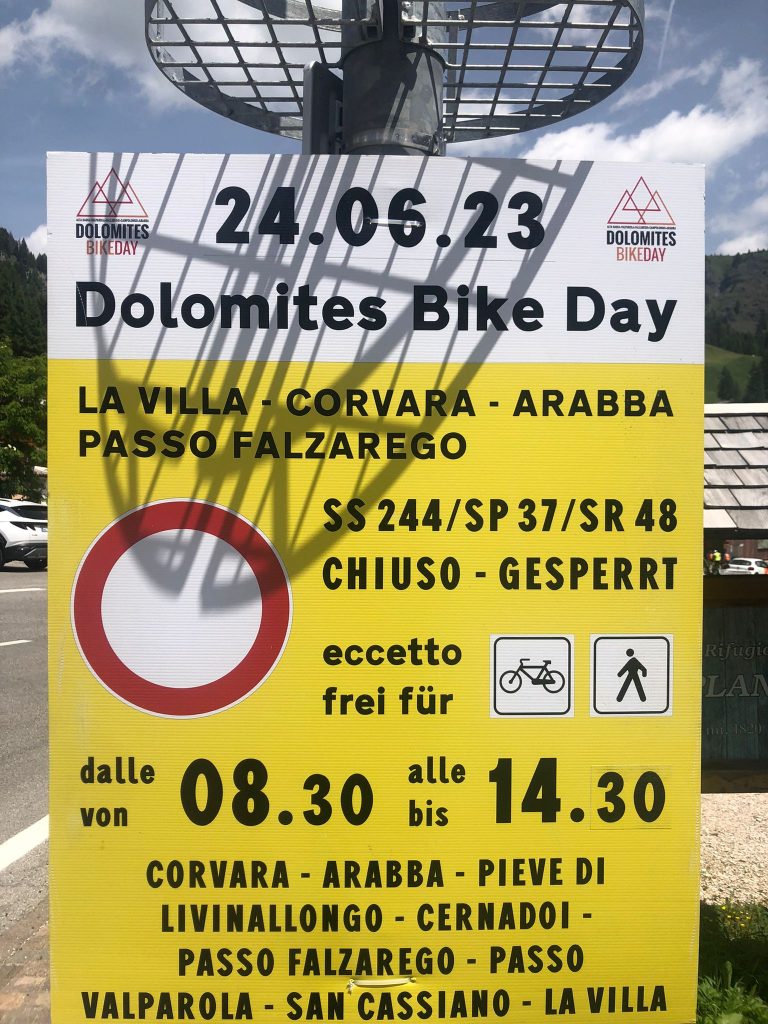 24.06.23
DOLOMITES
BIKEDAY
DOLOMITES
BIKEDAY
Dolomites Bike Day
LA VILLA - CORVARA - ARABBA
PASSO FALZAREGO
SS 244/SP 37/SR 48
CHIUSO - GESPERRT
eccetto
frei für
dalle
von
08.30
alle
bis
14.30
CORVARA - ARABBA - PIEVE DI
LIVINALLONGO - CERNADOI -
PASSO FALZAREGO - PASSO
VALPAROLA - SAN CASSIANO - LA VILLA
Rifugio